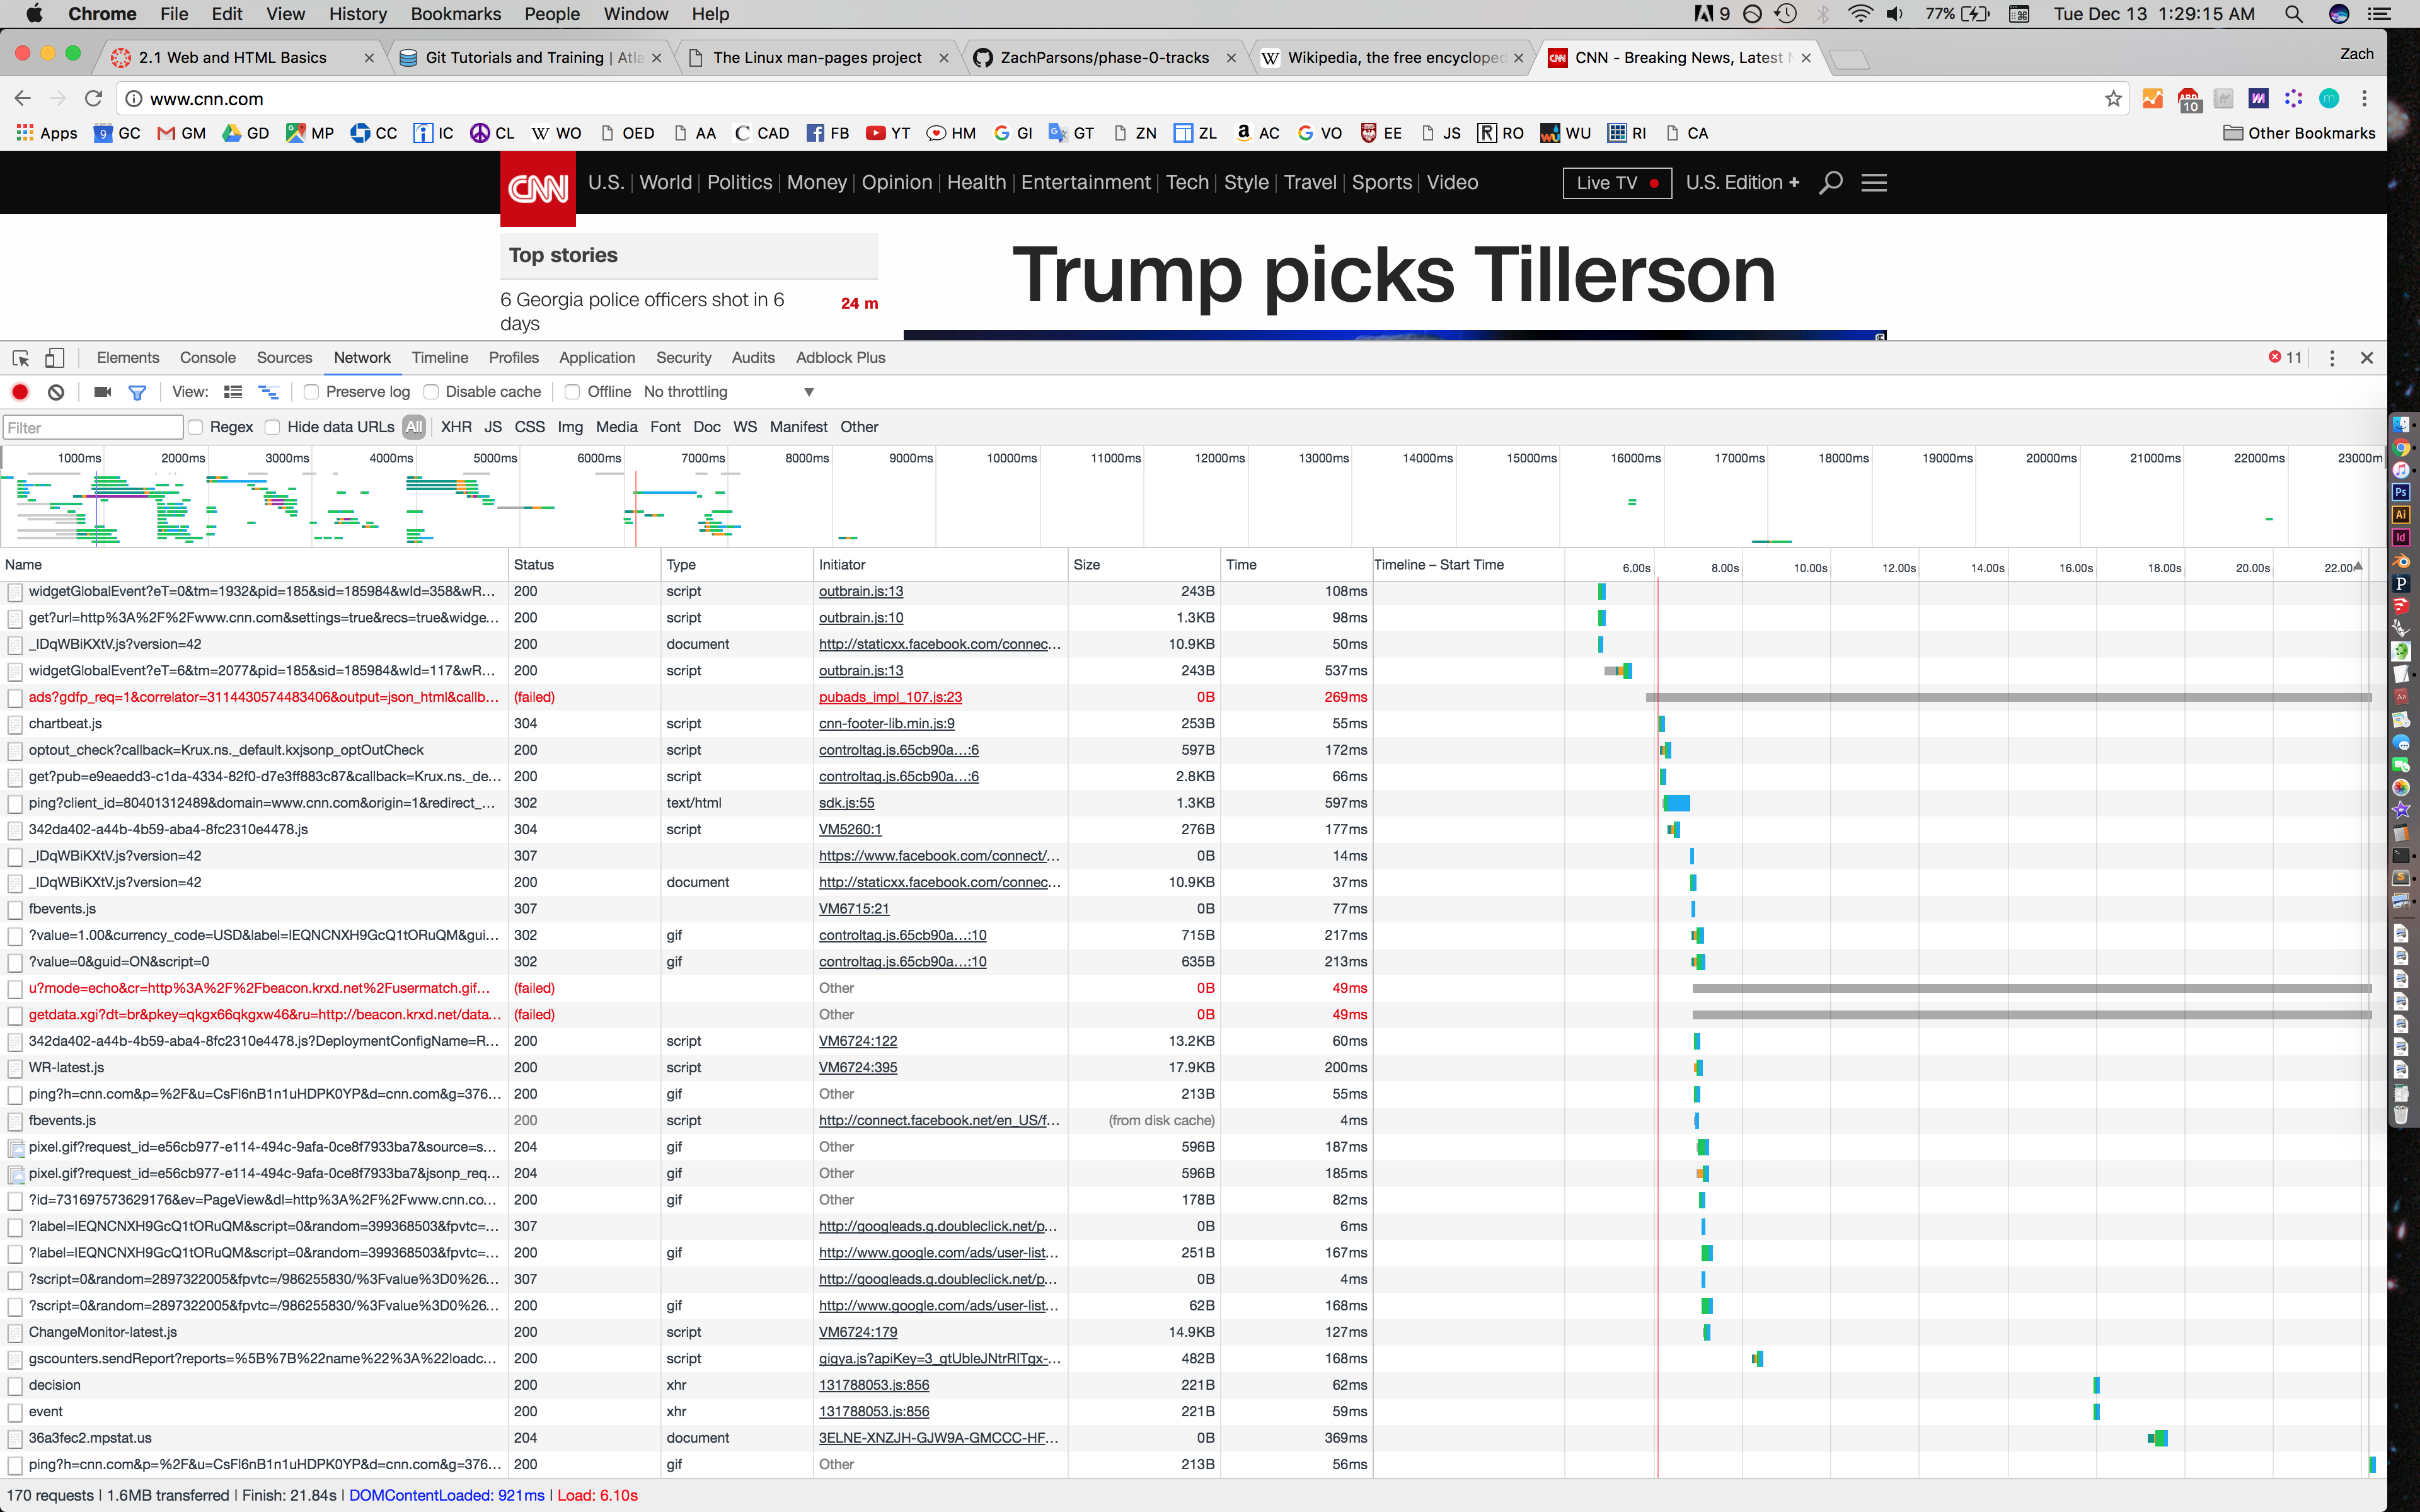 Chrome File Edit View History Bookmarks People Window Help 9 77% Tue Dec 13 1:29:15 AM
2.1 Web and HTML Basics Git Tutorials and Training | Atla The Linux man-pages project ZachParsons/phase-0-tracks Wikipedia, the free encycloped CNN - Breaking News, Latest N Zach
www.cnn.com 10
Apps GC GM GD MP CC IC CL WO OED AA CAD FB YT HM GI GT ZN ZL AC VO EE JS RO WU RI CA Other Bookmarks
CNN U.S. World Politics Money Opinion Health Entertainment Tech Style Travel Sports Video Live TV U.S. Edition +
Top stories
6 Georgia police officers shot in 6 days 24 m
Trump picks Tillerson
Elements Console Sources Network Timeline Profiles Application Security Audits Adblock Plus 11
View: Preserve log Disable cache Offline No throttling
Filter Regex Hide data URLs All XHR JS CSS Img Media Font Doc WS Manifest Other
1000ms 2000ms 3000ms 4000ms 5000ms 6000ms 7000ms 8000ms 9000ms 10000ms 11000ms 12000ms 13000ms 14000ms 15000ms 16000ms 17000ms 18000ms 19000ms 20000ms 21000ms 22000ms 23000m
Name Status Type Initiator Size Time Timeline – Start Time 6.00s 8.00s 10.00s 12.00s 14.00s 16.00s 18.00s 20.00s 22.00
widgetGlobalEvent?eT=0&tm=1932&pid=185&sid=185984&wId=358&wR... 200 script outbrain.js:13 243B 108ms
get?url=http%3A%2F%2Fwww.cnn.com&settings=true&recs=true&widge... 200 script outbrain.js:10 1.3KB 98ms
_lDqWBiKXtV.js?version=42 200 document http://staticxx.facebook.com/connec... 10.9KB 50ms
widgetGlobalEvent?eT=6&tm=2077&pid=185&sid=185984&wId=117&wR... 200 script outbrain.js:13 243B 537ms
ads?gdfp_req=1&correlator=3114430574483406&output=json_html&callb... (failed) pubads_impl_107.js:23 0B 269ms
chartbeat.js 304 script cnn-footer-lib.min.js:9 253B 55ms
optout_check?callback=Krux.ns._default.kxjsonp_optOutCheck 200 script controltag.js.65cb90a...:6 597B 172ms
get?pub=e9eaedd3-c1da-4334-82f0-d7e3ff883c87&callback=Krux.ns._de... 200 script controltag.js.65cb90a...:6 2.8KB 66ms
ping?client_id=80401312489&domain=www.cnn.com&origin=1&redirect_... 302 text/html sdk.js:55 1.3KB 597ms
342da402-a44b-4b59-aba4-8fc2310e4478.js 304 script VM5260:1 276B 177ms
_lDqWBiKXtV.js?version=42 307 https://www.facebook.com/connect/... 0B 14ms
_lDqWBiKXtV.js?version=42 200 document http://staticxx.facebook.com/connec... 10.9KB 37ms
fbevents.js 307 VM6715:21 0B 77ms
?value=1.00&currency_code=USD&label=lEQNCNXH9GcQ1tORuQM&gui... 302 gif controltag.js.65cb90a...:10 715B 217ms
?value=0&guid=ON&script=0 302 gif controltag.js.65cb90a...:10 635B 213ms
u?mode=echo&cr=http%3A%2F%2Fbeacon.krxd.net%2Fusermatch.gif... (failed) Other 0B 49ms
getdata.xgi?dt=br&pkey=qkgx66qkgxw46&ru=http://beacon.krxd.net/data... (failed) Other 0B 49ms
342da402-a44b-4b59-aba4-8fc2310e4478.js?DeploymentConfigName=R... 200 script VM6724:122 13.2KB 60ms
WR-latest.js 200 script VM6724:395 17.9KB 200ms
ping?h=cnn.com&p=%2F&u=CsFl6nB1n1uHDPK0YP&d=cnn.com&g=376... 200 gif Other 213B 55ms
fbevents.js 200 script http://connect.facebook.net/en_US/f... (from disk cache) 4ms
pixel.gif?request_id=e56cb977-e114-494c-9afa-0ce8f7933ba7&source=s... 204 gif Other 596B 187ms
pixel.gif?request_id=e56cb977-e114-494c-9afa-0ce8f7933ba7&jsonp_req... 204 gif Other 596B 185ms
?id=731697573629176&ev=PageView&dl=http%3A%2F%2Fwww.cnn.co... 200 gif Other 178B 82ms
?label=lEQNCNXH9GcQ1tORuQM&script=0&random=399368503&fpvtc=... 307 http://googleads.g.doubleclick.net/p... 0B 6ms
?label=lEQNCNXH9GcQ1tORuQM&script=0&random=399368503&fpvtc=... 200 gif http://www.google.com/ads/user-list... 251B 167ms
?script=0&random=2897322005&fpvtc=/986255830/%3Fvalue%3D0%26... 307 http://googleads.g.doubleclick.net/p... 0B 4ms
?script=0&random=2897322005&fpvtc=/986255830/%3Fvalue%3D0%26... 200 gif http://www.google.com/ads/user-list... 62B 168ms
ChangeMonitor-latest.js 200 script VM6724:179 14.9KB 127ms
gscounters.sendReport?reports=%5B%7B%22name%22%3A%22loadc... 200 script gigya.js?apiKey=3_gtUbleJNtrRlTgx-... 482B 168ms
decision 200 xhr 131788053.js:856 221B 62ms
event 200 xhr 131788053.js:856 221B 59ms
36a3fec2.mpstat.us 204 document 3ELNE-XNZJH-GJW9A-GMCCC-HF... 0B 369ms
ping?h=cnn.com&p=%2F&u=CsFl6nB1n1uHDPK0YP&d=cnn.com&g=376... 200 gif Other 213B 56ms
170 requests | 1.6MB transferred | Finish: 21.84s | DOMContentLoaded: 921ms | Load: 6.10s